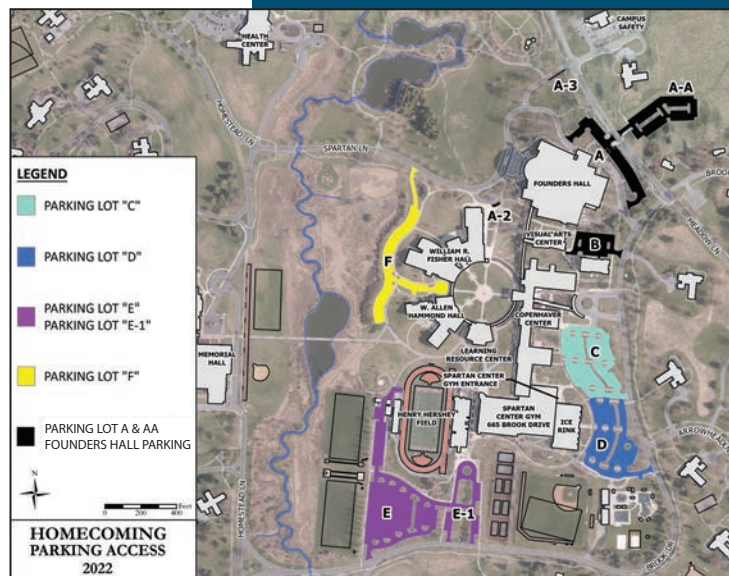 HEALTH
CENTER
CAMPUS
SAFETY
HOMESTEAD LN
A-3
A-A
SPARTAN LN
A
FOUNDERS HALL
MEADOW LN
LEGEND
PARKING LOT "C"
PARKING LOT "D"
PARKING LOT "E"
PARKING LOT "E-1"
PARKING LOT "F"
PARKING LOT A & AA
FOUNDERS HALL PARKING
A-2
VISUAL ARTS
CENTER
B
WILLIAM R.
FISHER HALL
F
W. ALLEN
HAMMOND HALL
COPENHAVER
CENTER
LEARNING
RESOURCE CENTER
C
MEMORIAL
HALL
SPARTAN CENTER
GYM ENTRANCE
HENRY HERSHEY
FIELD
SPARTAN
CENTER GYM
665 BROOK DRIVE
ICE
RINK
D
E
E-1
HOMESTEAD LN
BROOK DR
N
0
200
400
Feet
HOMECOMING
PARKING ACCESS
2022